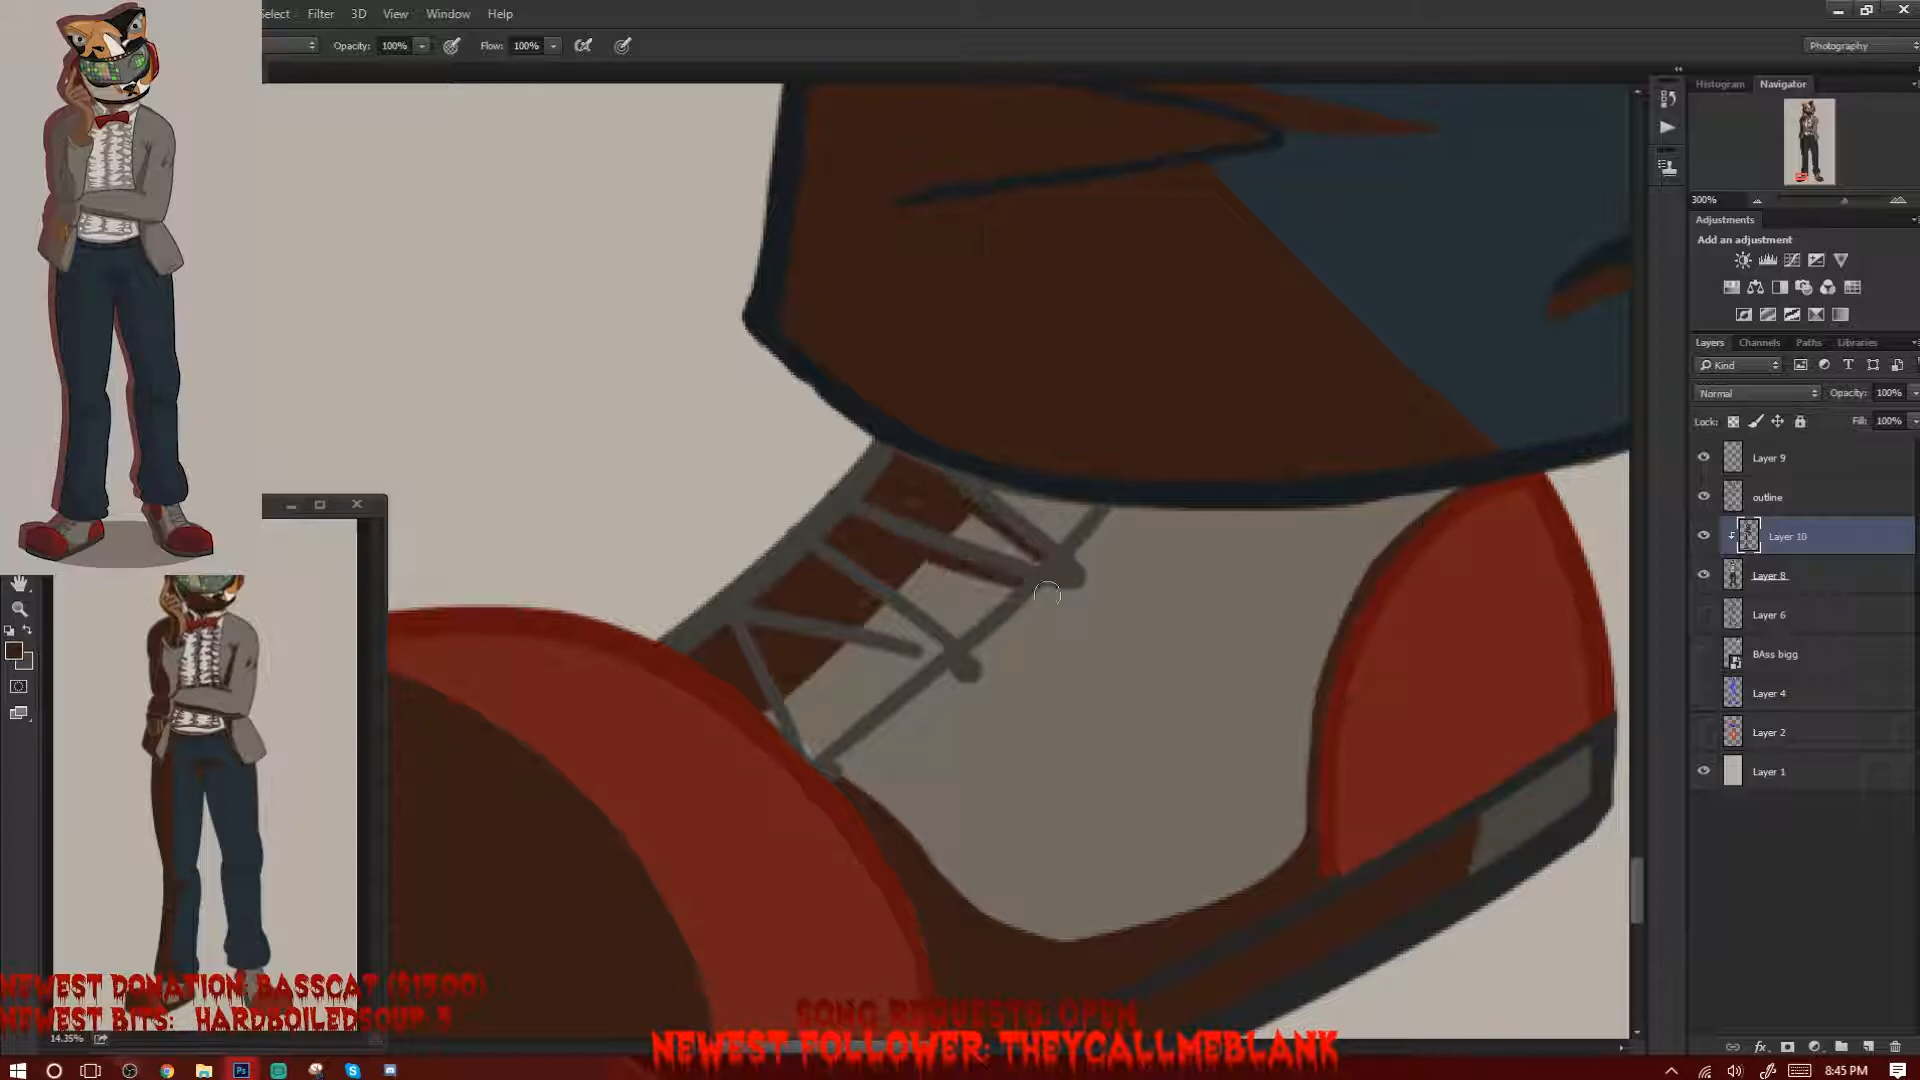 Select Filter 3D View Window Help
Opacity: 100% Flow: 100% Photography
Histogram Navigator
300%
Adjustments
Add an adjustment
Layers Channels Paths Libraries
Kind
Normal Opacity: 100%
Lock: Fill: 100%
Layer 9
outline
Layer 10
Layer 8
Layer 6
BAss bigg
Layer 4
Layer 2
Layer 1
NEWEST DONATION: BASSCAT ($15.00)
NEWEST BITS: HARDBOILEDSOUP 5
SONG REQUESTS: OPEN
14.35%
NEWEST FOLLOWER: THEYCALLMEBLANK
8:45 PM